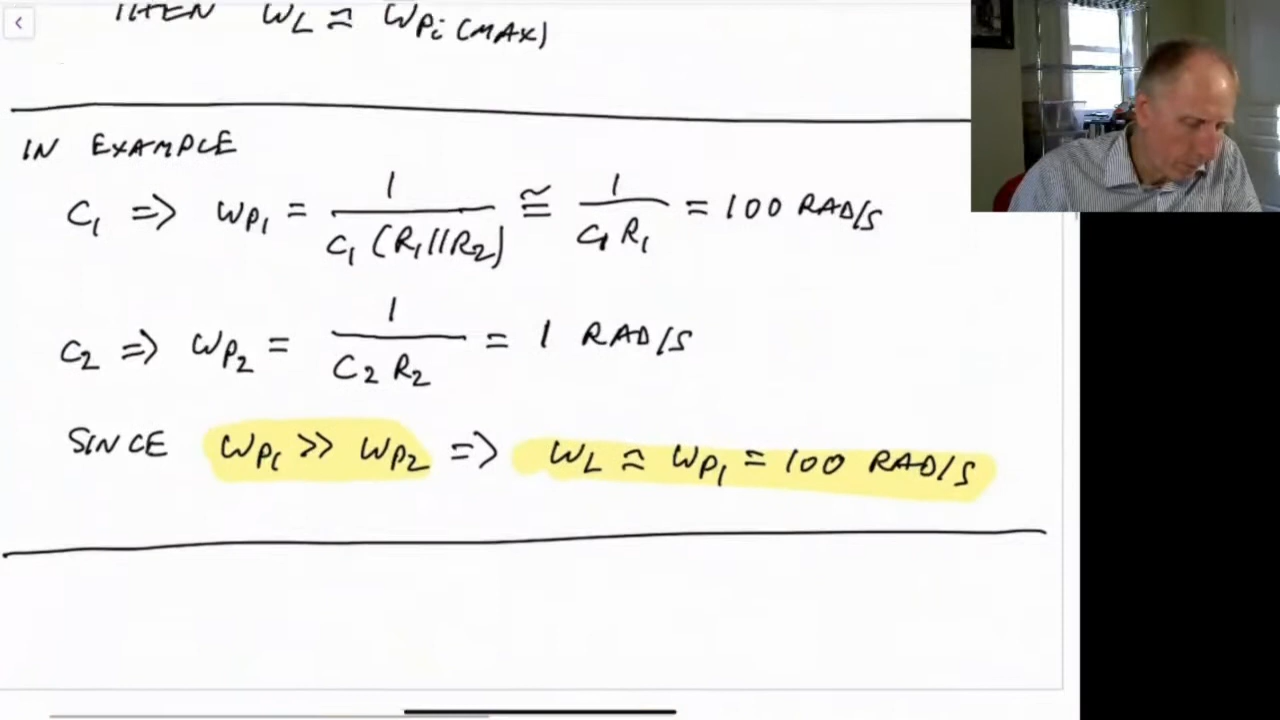 THEN ωL ≈ ωPi (MAX)
IN EXAMPLE
C1 => ωP1 = 1 / C1 (R1//R2) ≅ 1 / C1 R1 = 100 RAD/S
C2 => ωP2 = 1 / C2 R2 = 1 RAD/S
SINCE ωP1 >> ωP2 => ωL ≈ ωP1 = 100 RAD/S